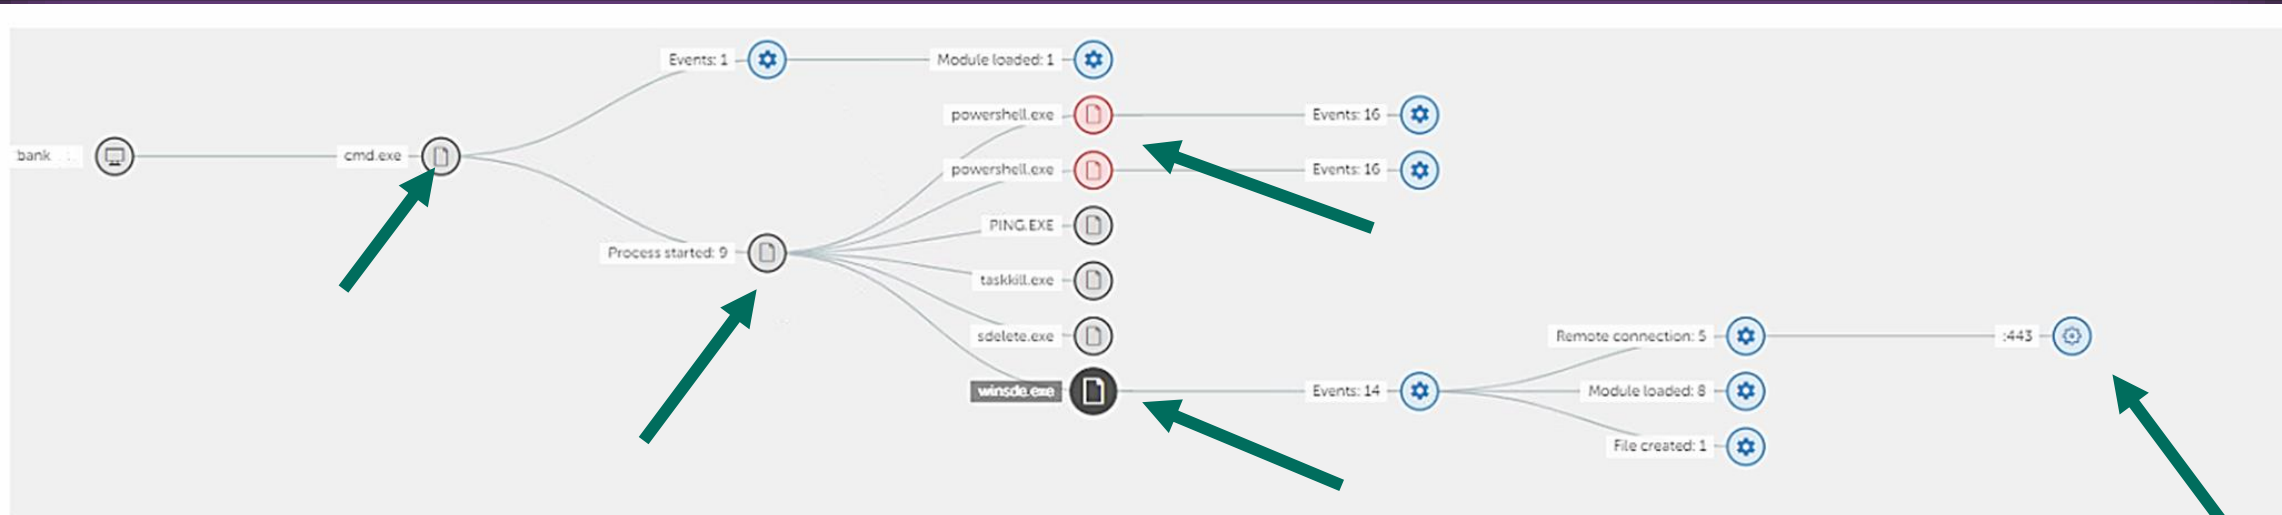 Events: 1
Module loaded: 1
powershell.exe
Events: 16
bank
cmd.exe
powershell.exe
Events: 16
PING.EXE
Process started: 9
taskkill.exe
sdelete.exe
Remote connection: 5
:443
winsde.exe
Events: 14
Module loaded: 8
File created: 1